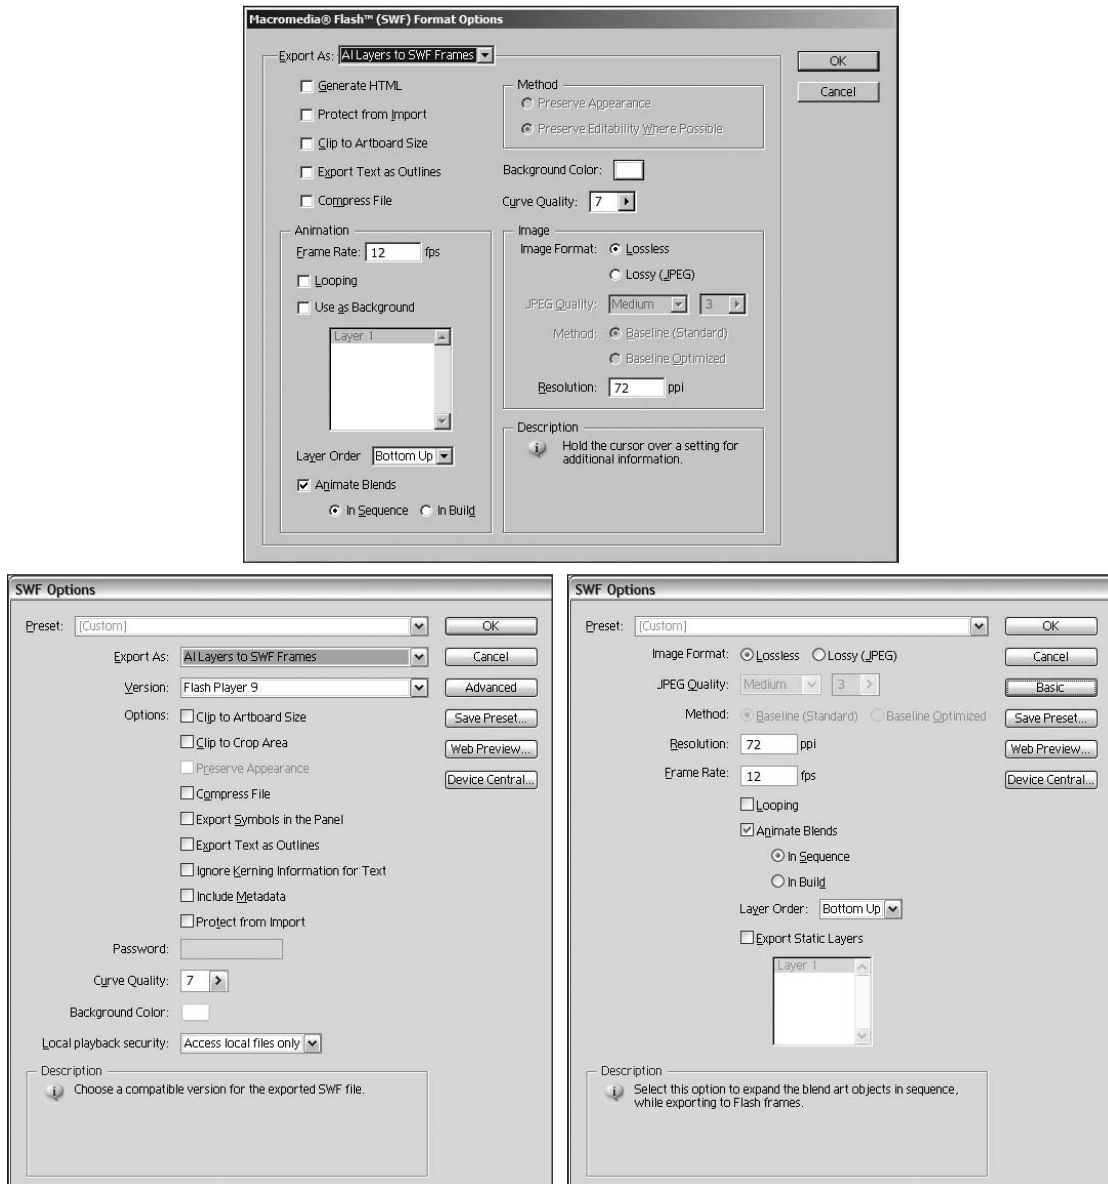 Macromedia® Flash™ (SWF) Format Options
Export As: AI Layers to SWF Frames
OK
Cancel
Generate HTML
Protect from Import
Clip to Artboard Size
Export Text as Outlines
Compress File
Method
Preserve Appearance
Preserve Editability Where Possible
Background Color:
Curve Quality: 7
Animation
Frame Rate: 12 fps
Looping
Use as Background
Layer 1
Layer Order Bottom Up
Animate Blends
In Sequence In Build
Image
Image Format: Lossless
Lossy (JPEG)
JPEG Quality: Medium 3
Method: Baseline (Standard)
Baseline Optimized
Resolution: 72 ppi
Description
Hold the cursor over a setting for
additional information.
SWF Options
Preset: [Custom]
OK
Export As: AI Layers to SWF Frames
Cancel
Version: Flash Player 9
Advanced
Options: Clip to Artboard Size
Save Preset...
Clip to Crop Area
Web Preview...
Preserve Appearance
Device Central...
Compress File
Export Symbols in the Panel
Export Text as Outlines
Ignore Kerning Information for Text
Include Metadata
Protect from Import
Password:
Curve Quality: 7
Background Color:
Local playback security: Access local files only
Description
Choose a compatible version for the exported SWF file.
SWF Options
Preset: [Custom]
OK
Image Format: Lossless Lossy (JPEG)
Cancel
JPEG Quality: Medium 3
Basic
Method: Baseline (Standard) Baseline Optimized
Save Preset...
Resolution: 72 ppi
Web Preview...
Frame Rate: 12 fps
Device Central...
Looping
Animate Blends
In Sequence
In Build
Layer Order: Bottom Up
Export Static Layers
Layer 1
Description
Select this option to expand the blend art objects in sequence,
while exporting to Flash frames.